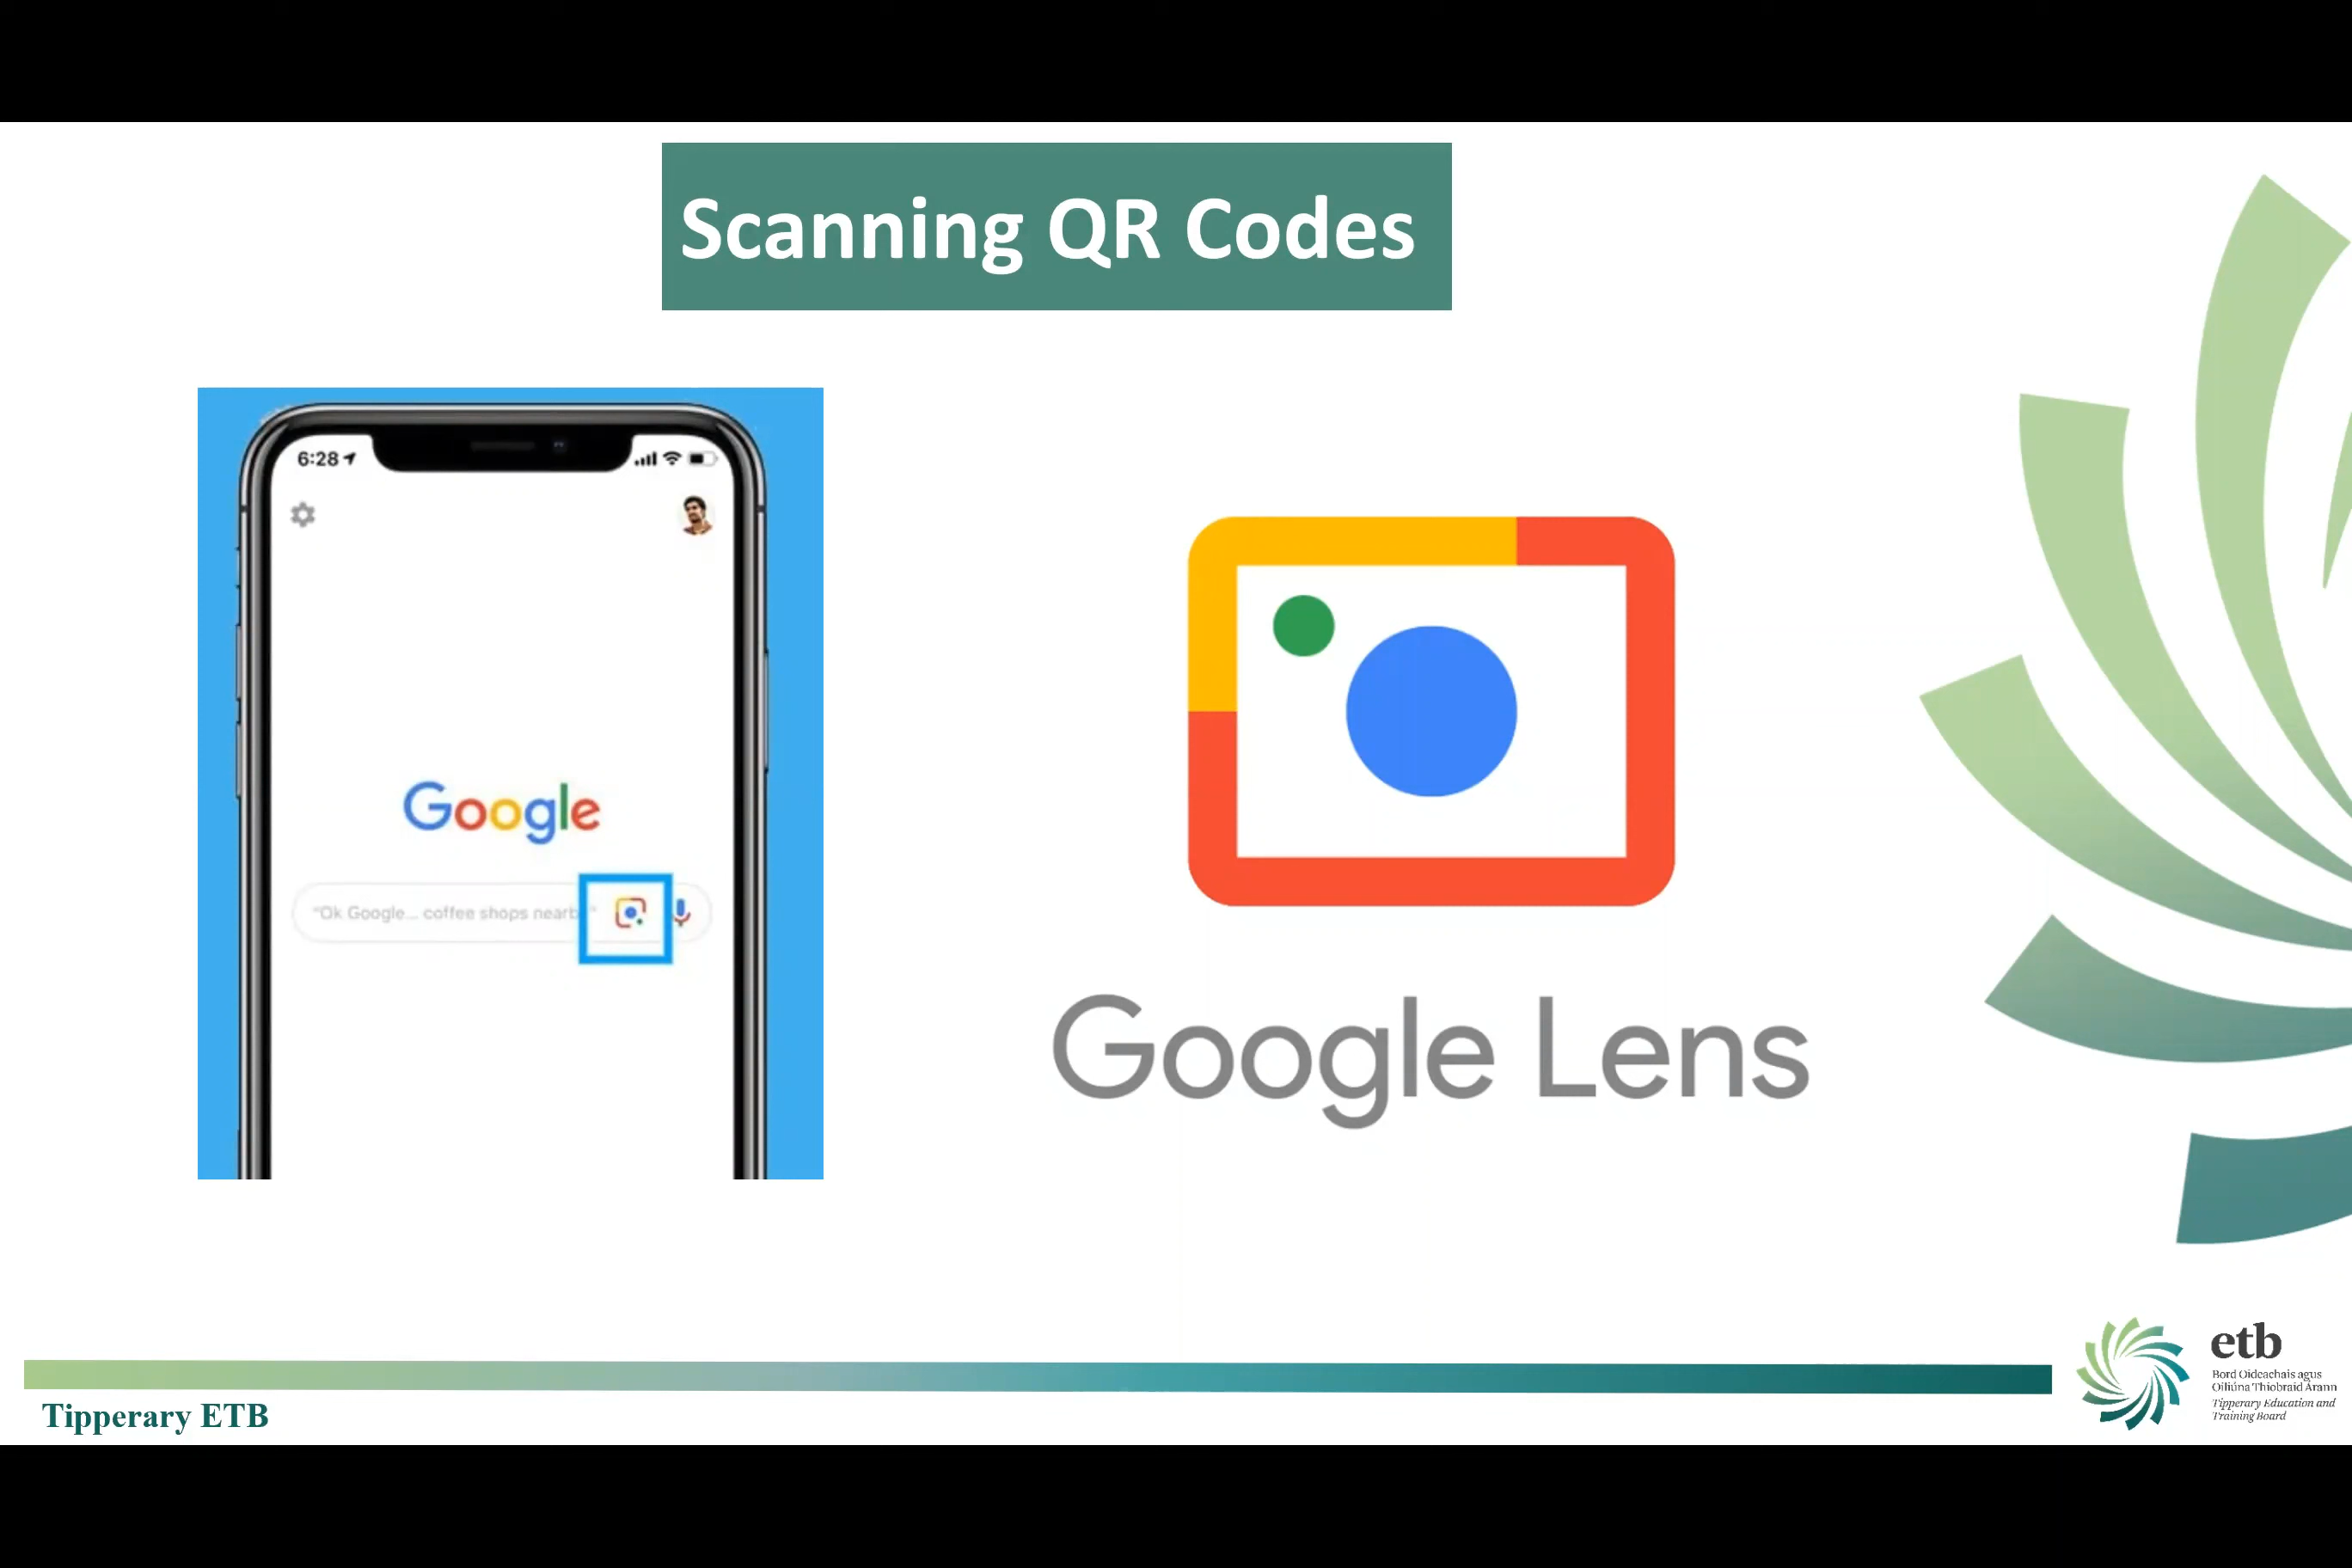 Scanning QR Codes
6:28
Google
"Ok Google... coffee shops nearb
Google Lens
Tipperary ETB
etb
Bord Oideachais agus
Oiliúna Thiobraid Árann
Tipperary Education and
Training Board